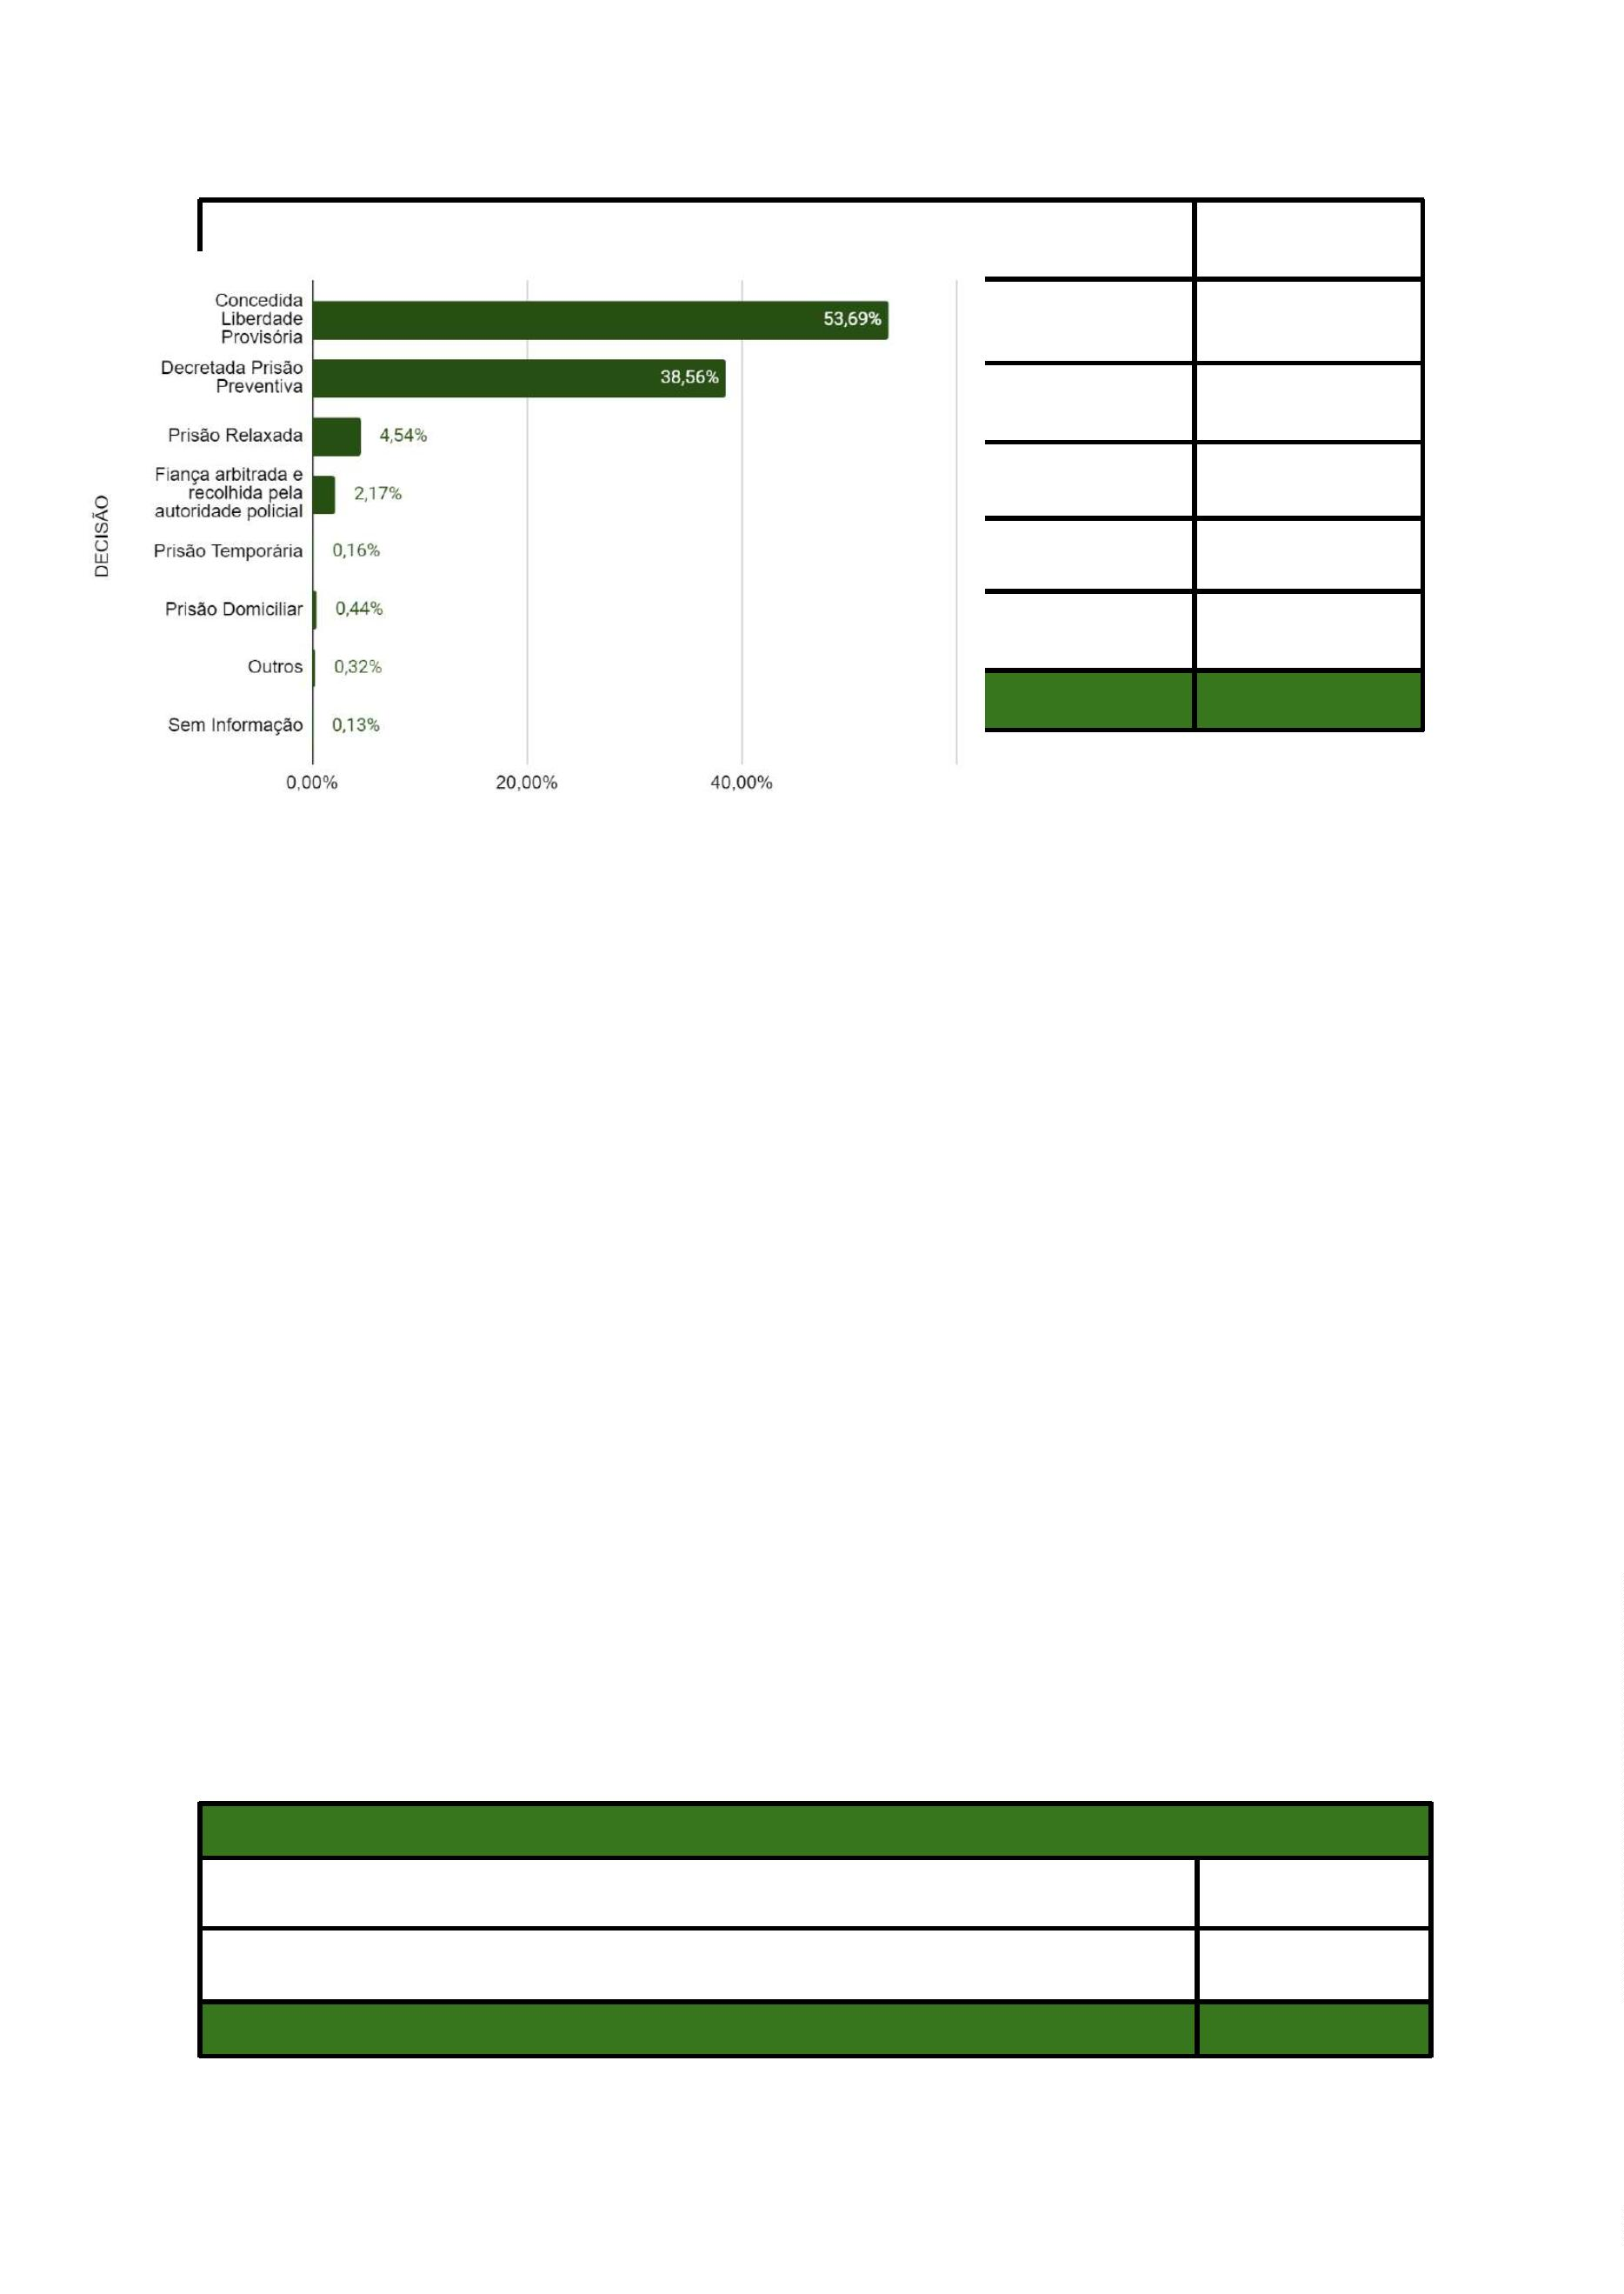 Concedida
Liberdade
Provisória
53,69%
Decretada Prisão
Preventiva
38,56%
Prisão Relaxada
4,54%
Fiança arbitrada e
recolhida pela
autoridade policial
2,17%
DECISÃO
Prisão Temporária
0,16%
Prisão Domiciliar
0,44%
Outros
0,32%
Sem Informação
0,13%
0,00%
20,00%
40,00%